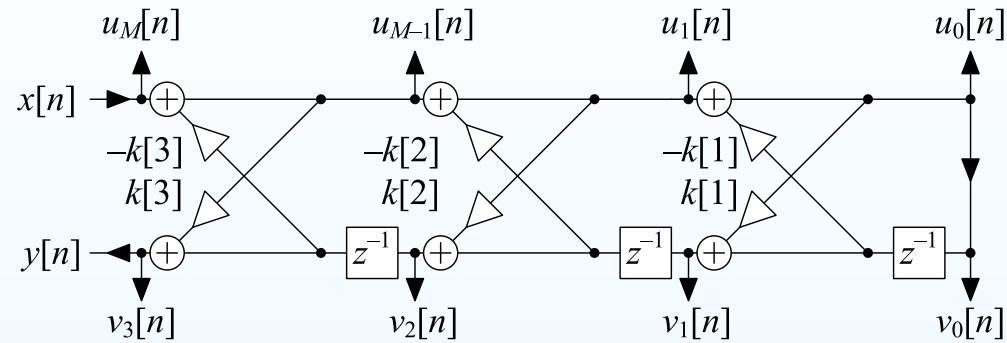 u_M[n] u_{M–1}[n] u_1[n] u_0[n]
x[n] + + +
–k[3] –k[2] –k[1]
k[3] k[2] k[1]
y[n] + z^{–1} + z^{–1} + z^{–1}
v_3[n] v_2[n] v_1[n] v_0[n]